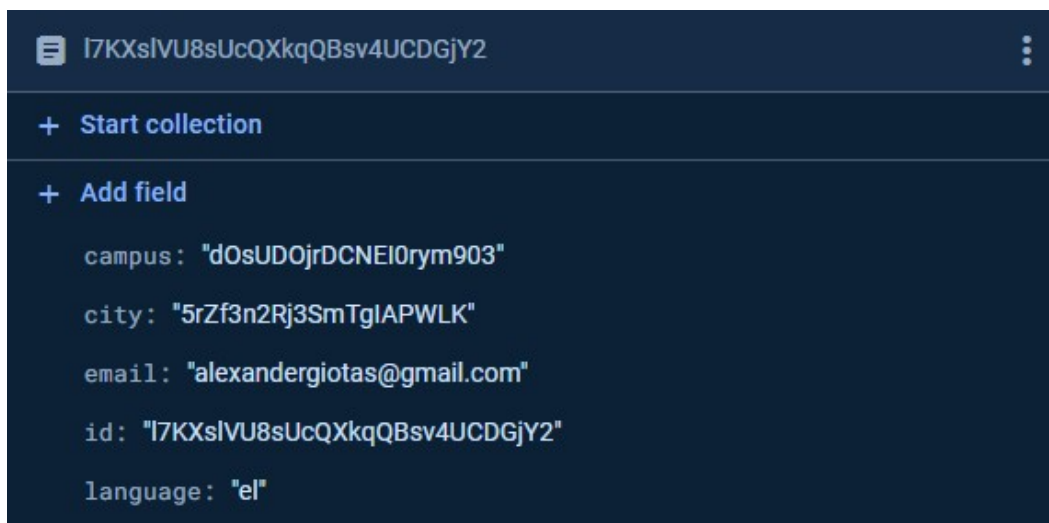 l7KXslVU8sUcQXkqQBsv4UCDGjY2
+ Start collection
+ Add field
campus: "dOsUDOjrDCNEI0rym903"
city: "5rZf3n2Rj3SmTgIAPWLK"
email: "alexandergiotas@gmail.com"
id: "l7KXslVU8sUcQXkqQBsv4UCDGjY2"
language: "el"